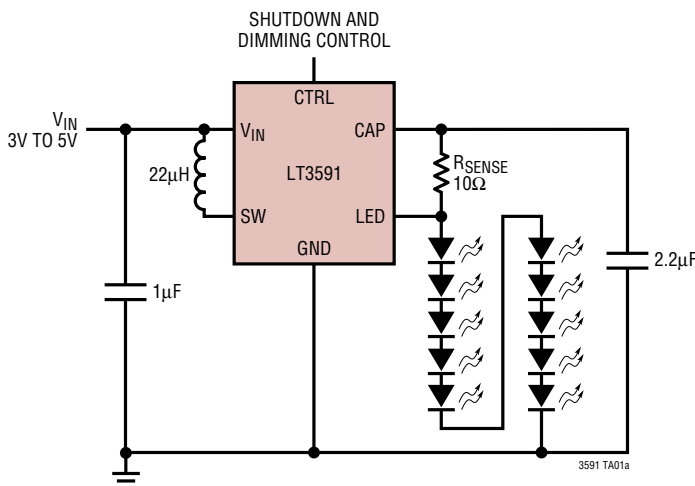 SHUTDOWN AND
DIMMING CONTROL
CTRL
VIN
3V TO 5V
VIN
CAP
22µH
LT3591
RSENSE
10Ω
SW
LED
GND
1µF
2.2µF
3591 TA01a